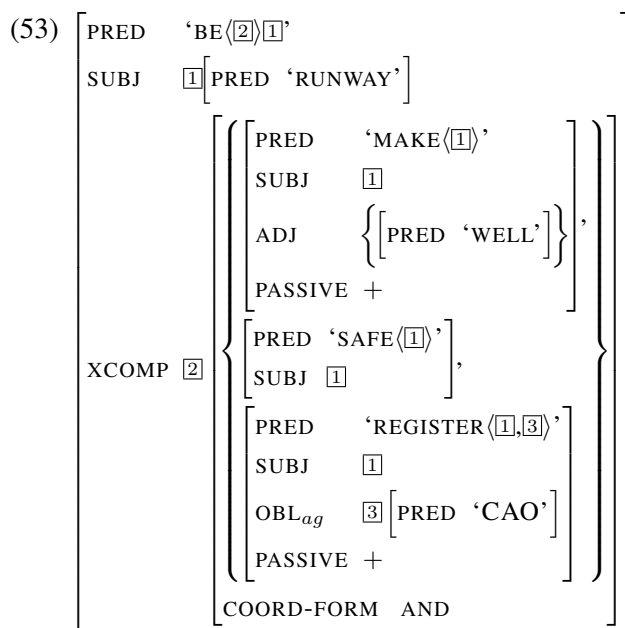 (53) [PRED ‘BE⟨[2]⟩[1]’
SUBJ [1][PRED ‘RUNWAY’]
[PRED ‘MAKE⟨[1]⟩’
SUBJ [1]
ADJ {[PRED ‘WELL’]}
PASSIVE +],
[PRED ‘SAFE⟨[1]⟩’
SUBJ [1]],
XCOMP [2]
[PRED ‘REGISTER⟨[1],[3]⟩’
SUBJ [1]
OBL_ag [3][PRED ‘CAO’]
PASSIVE +]
COORD-FORM AND